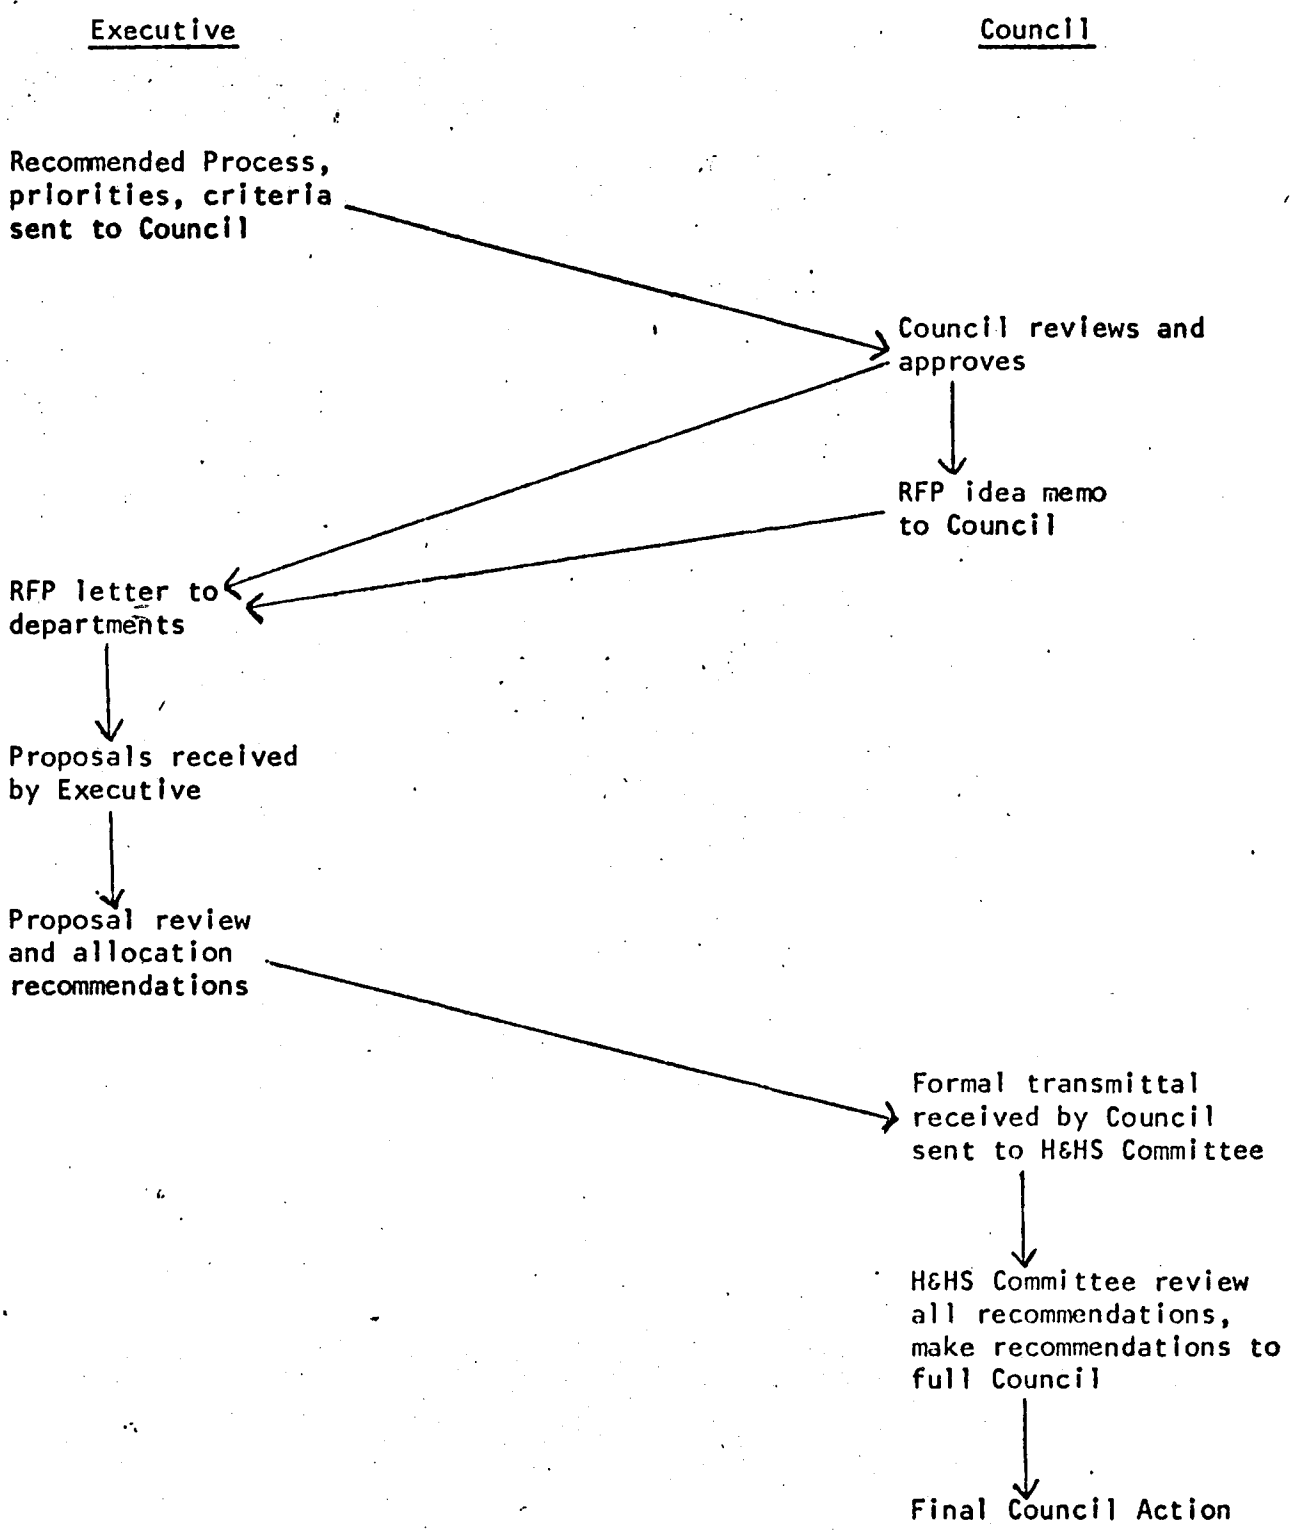 Executive
Council
Recommended Process,
priorities, criteria
sent to Council
Council reviews and
approves
RFP idea memo
to Council
RFP letter to
departments
Proposals received
by Executive
Proposal review
and allocation
recommendations
Formal transmittal
received by Council
sent to H&HS Committee
H&HS Committee review
all recommendations,
make recommendations to
full Council
Final Council Action